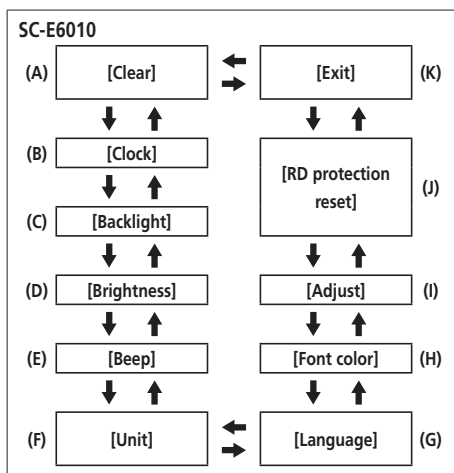 SC-E6010
(A) [Clear] [Exit] (K)
(B) [Clock]
[RD protection
reset] (J)
(C) [Backlight]
(D) [Brightness] [Adjust] (I)
(E) [Beep] [Font color] (H)
(F) [Unit] [Language] (G)